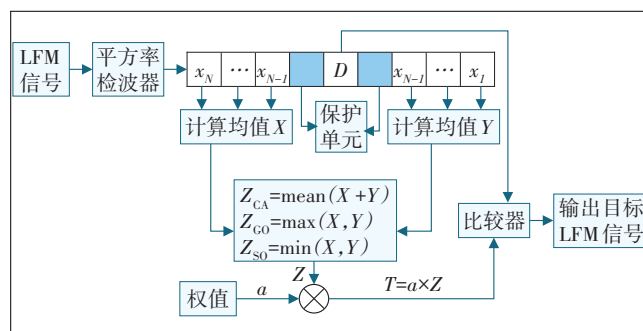 LFM
信号
平方率
检波器
x_N … x_{N-1} D x_{N-1} … x_1
计算均值X
保护
单元
计算均值Y
Z_CA=mean(X+Y)
Z_GO=max(X,Y)
Z_SO=min(X,Y)
比较器
输出目标
LFM信号
Z
权值
a
T=a×Z